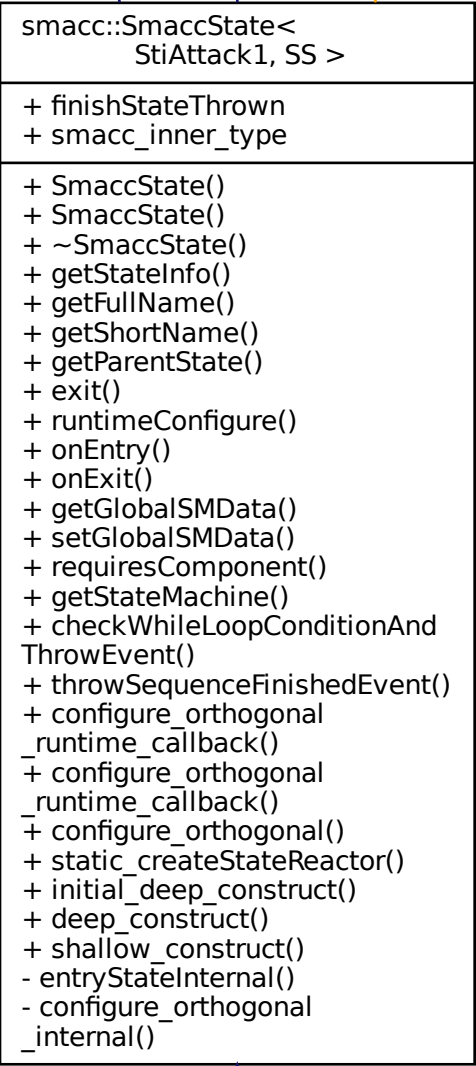 smacc::SmaccState<
StiAttack1, SS >
+ finishStateThrown
+ smacc_inner_type
+ SmaccState()
+ SmaccState()
+ ~SmaccState()
+ getStateInfo()
+ getFullName()
+ getShortName()
+ getParentState()
+ exit()
+ runtimeConfigure()
+ onEntry()
+ onExit()
+ getGlobalSMData()
+ setGlobalSMData()
+ requiresComponent()
+ getStateMachine()
+ checkWhileLoopConditionAnd
ThrowEvent()
+ throwSequenceFinishedEvent()
+ configure_orthogonal
_runtime_callback()
+ configure_orthogonal
_runtime_callback()
+ configure_orthogonal()
+ static_createStateReactor()
+ initial_deep_construct()
+ deep_construct()
+ shallow_construct()
- entryStateInternal()
- configure_orthogonal
_internal()